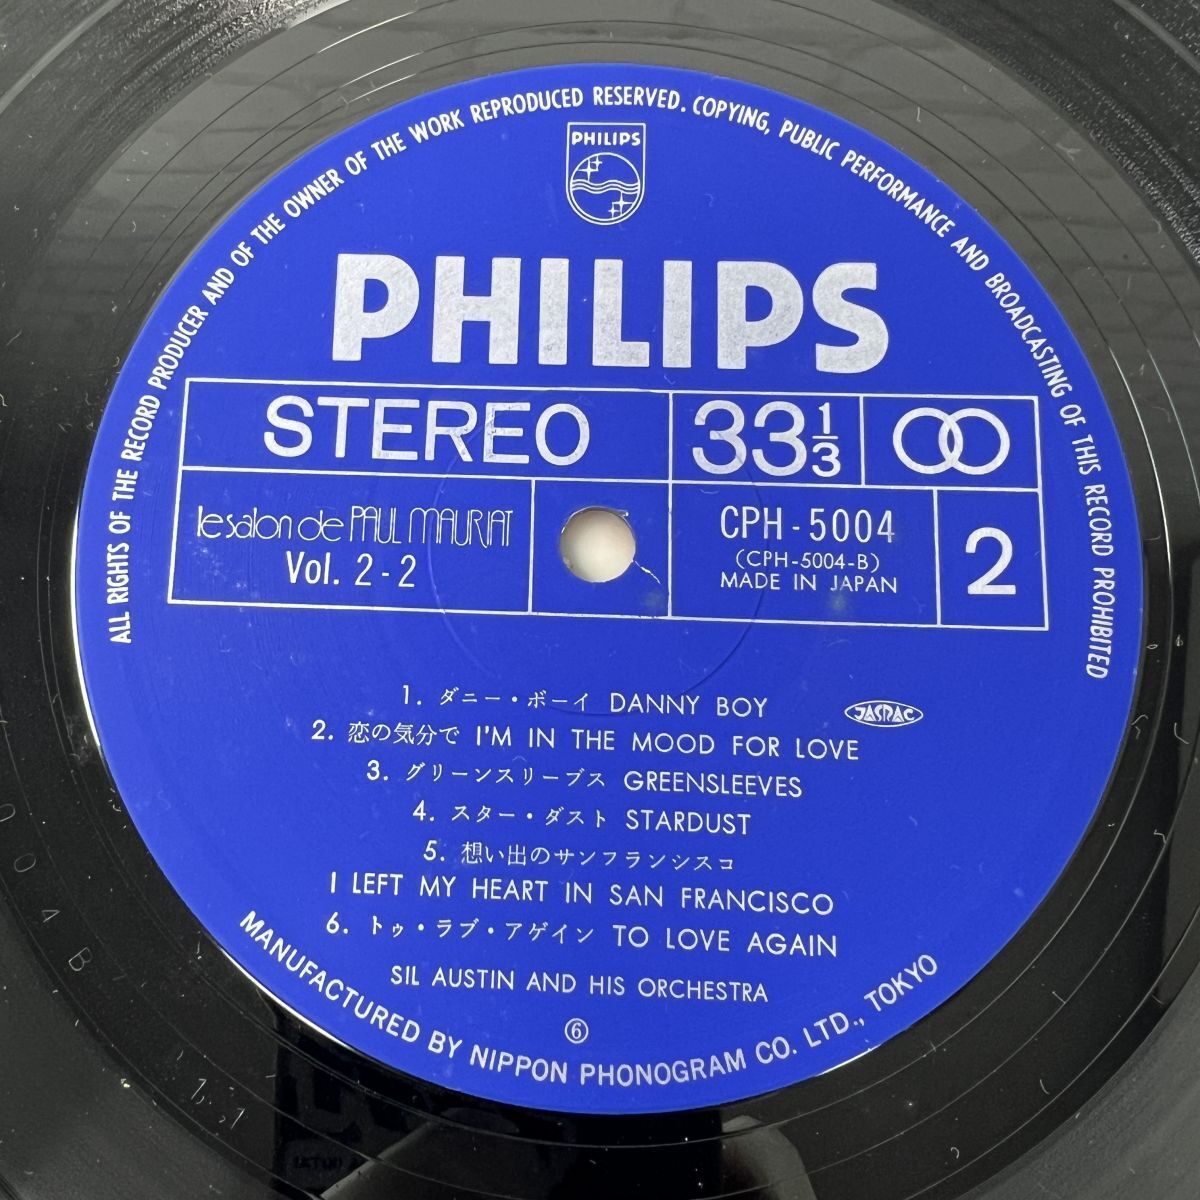 ALL RIGHTS OF THE RECORD PRODUCER AND OF THE OWNER OF THE WORK REPRODUCED RESERVED. COPYING, PUBLIC PERFORMANCE AND BROADCASTING OF THIS RECORD PROHIBITED
PHILIPS
PHILIPS
STEREO
33 1/3
le salon de PAUL MAURIAT
Vol. 2-2
CPH-5004
(CPH-5004-B)
MADE IN JAPAN
2
1. ダニー・ボーイ DANNY BOY
JASRAC
2. 恋の気分で I'M IN THE MOOD FOR LOVE
3. グリーンスリーブス GREENSLEEVES
4. スター・ダスト STARDUST
5. 想い出のサンフランシスコ
I LEFT MY HEART IN SAN FRANCISCO
6. トゥ・ラブ・アゲイン TO LOVE AGAIN
SIL AUSTIN AND HIS ORCHESTRA
⑥
MANUFACTURED BY NIPPON PHONOGRAM CO. LTD., TOKYO